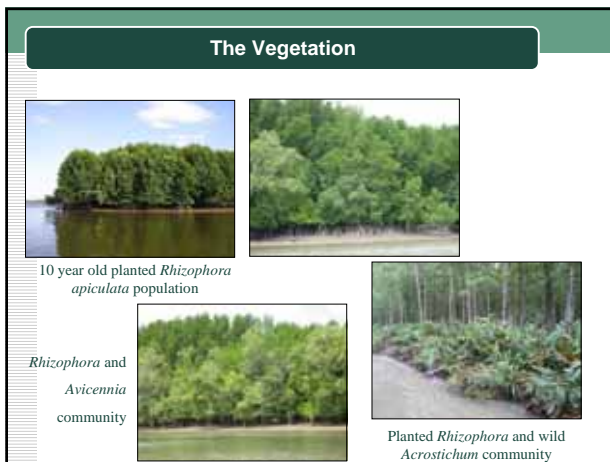 The Vegetation
10 year old planted Rhizophora
apiculata population
Rhizophora and
Avicennia
community
Planted Rhizophora and wild
Acrostichum community